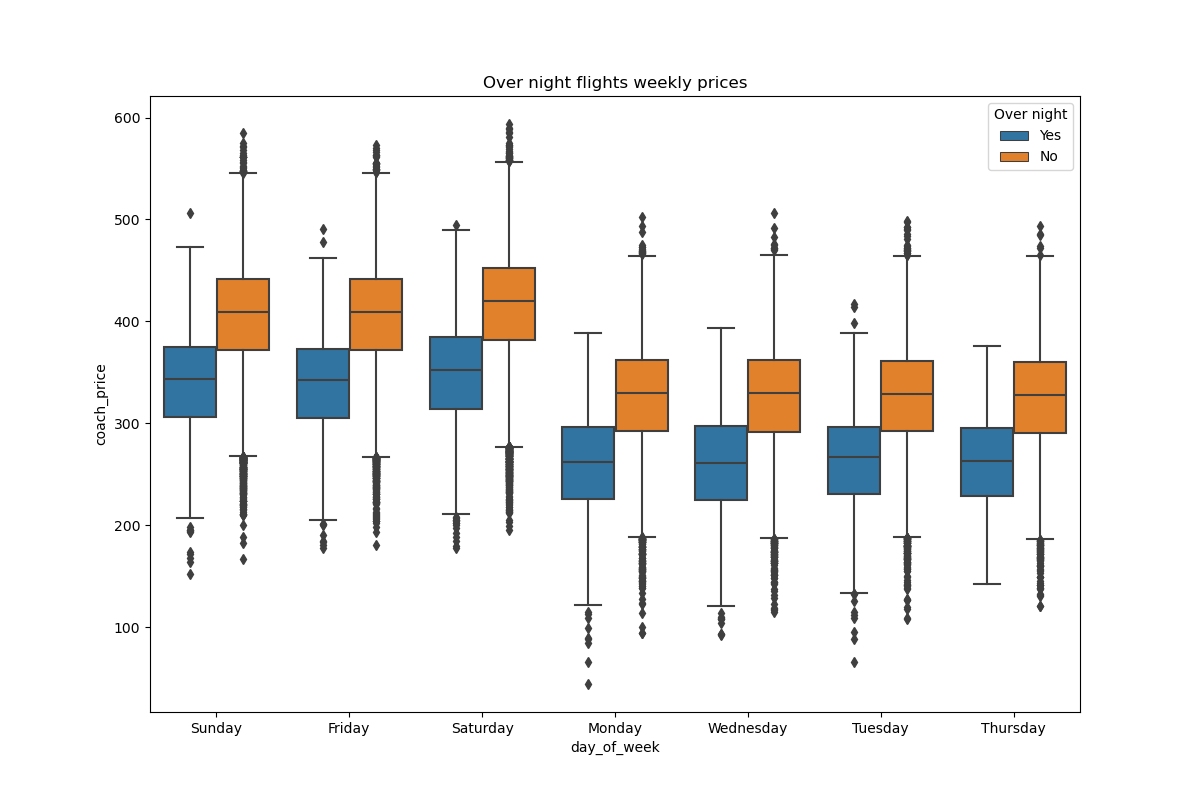 Over night flights weekly prices
Over night
Yes
No
600
500
400
300
200
100
coach_price
Sunday Friday Saturday Monday Wednesday Tuesday Thursday
day_of_week